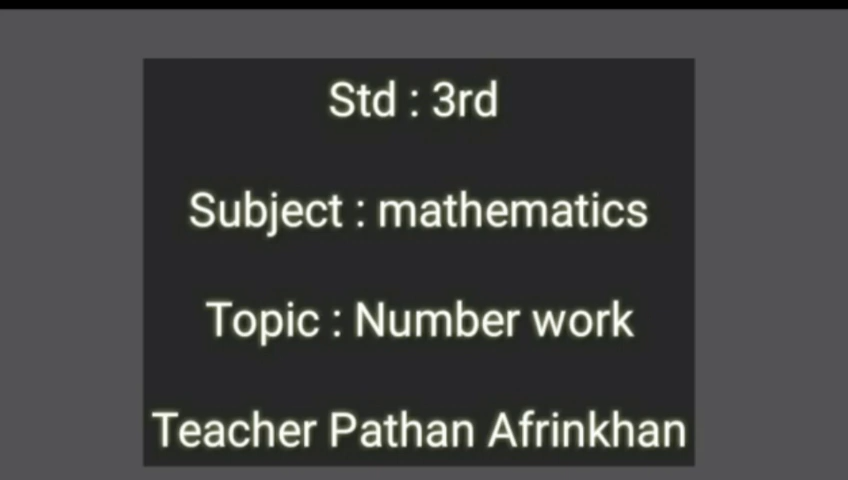 Std : 3rd
Subject : mathematics
Topic : Number work
Teacher Pathan Afrinkhan